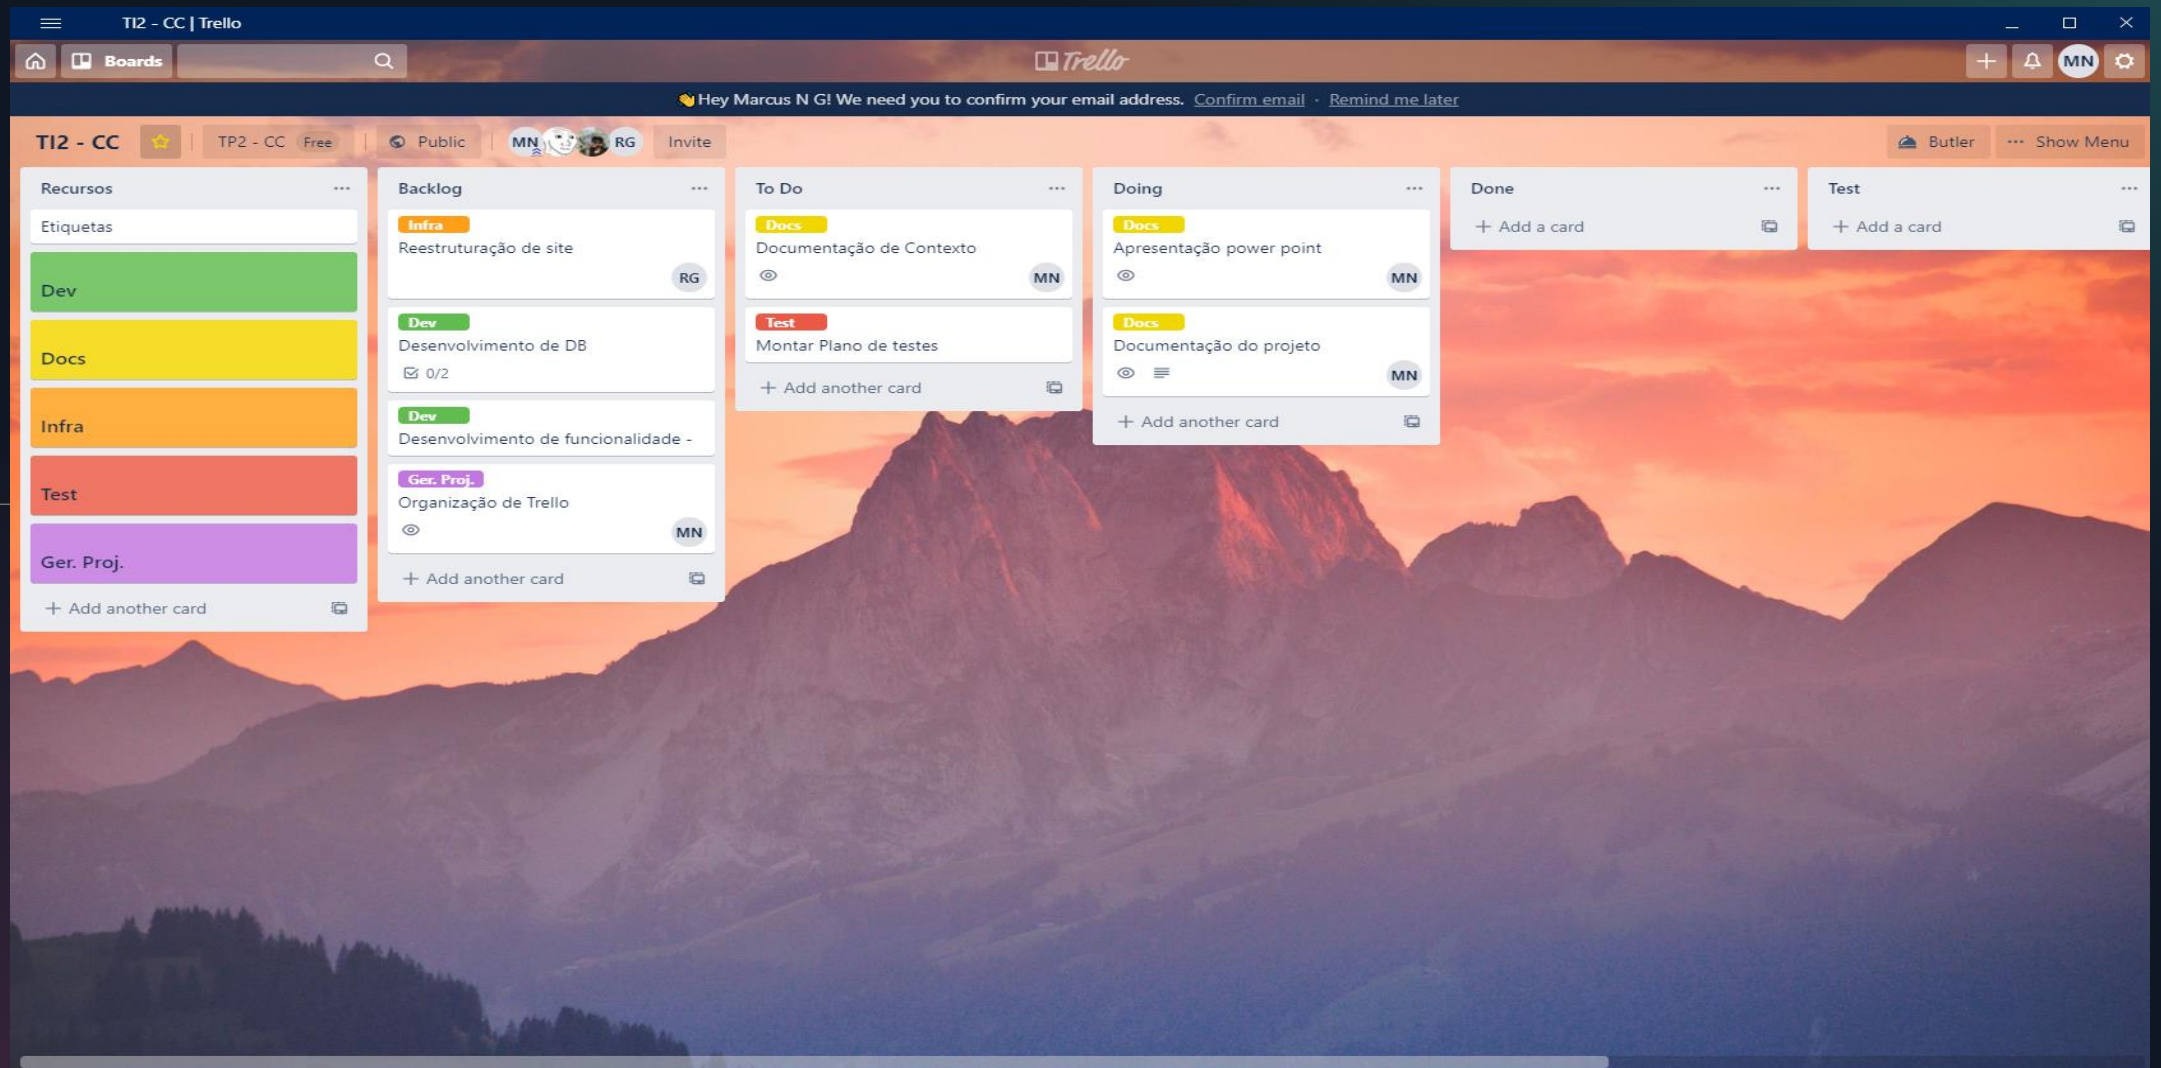 TI2 - CC | Trello
Boards
Trello
Hey Marcus N G! We need you to confirm your email address. Confirm email · Remind me later
MN
TI2 - CC
TP2 - CC Free
Public
MN
RG
Invite
Butler
Show Menu
Recursos
Etiquetas
Dev
Docs
Infra
Test
Ger. Proj.
+ Add another card
Backlog
Infra
Reestruturação de site
RG
Dev
Desenvolvimento de DB
0/2
Dev
Desenvolvimento de funcionalidade -
Ger. Proj.
Organização de Trello
MN
+ Add another card
To Do
Docs
Documentação de Contexto
MN
Test
Montar Plano de testes
+ Add another card
Doing
Docs
Apresentação power point
MN
Docs
Documentação do projeto
MN
+ Add another card
Done
+ Add a card
Test
+ Add a card